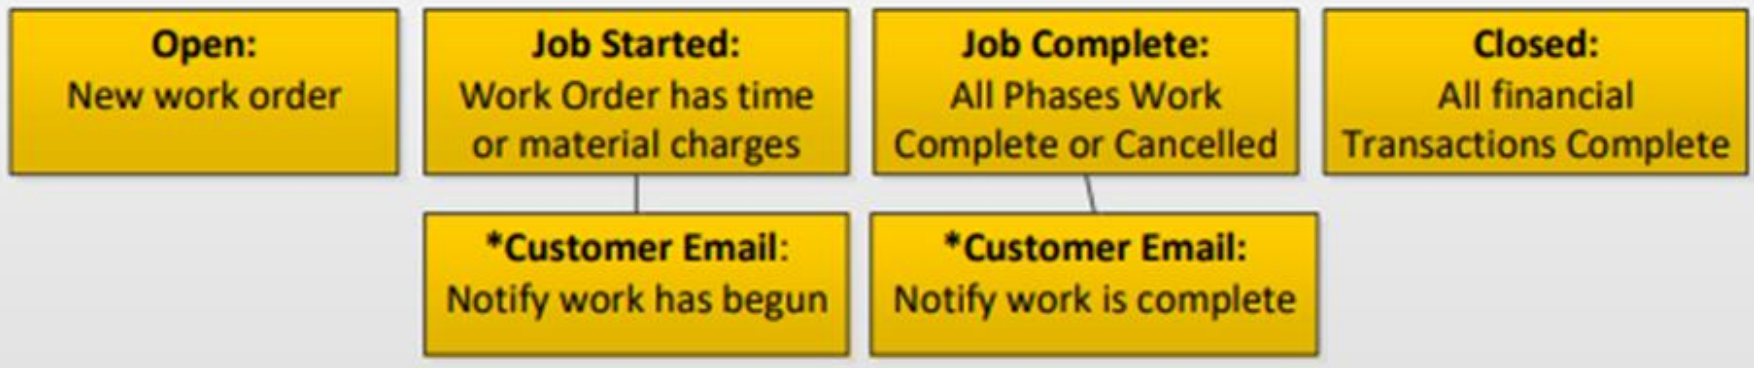 Open:
New work order
Job Started:
Work Order has time
or material charges
Job Complete:
All Phases Work
Complete or Cancelled
Closed:
All financial
Transactions Complete
*Customer Email:
Notify work has begun
*Customer Email:
Notify work is complete